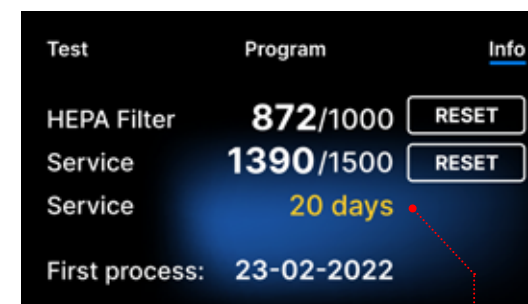 Test Program Info
HEPA Filter 872/1000 RESET
Service 1390/1500 RESET
Service 20 days
First process: 23-02-2022